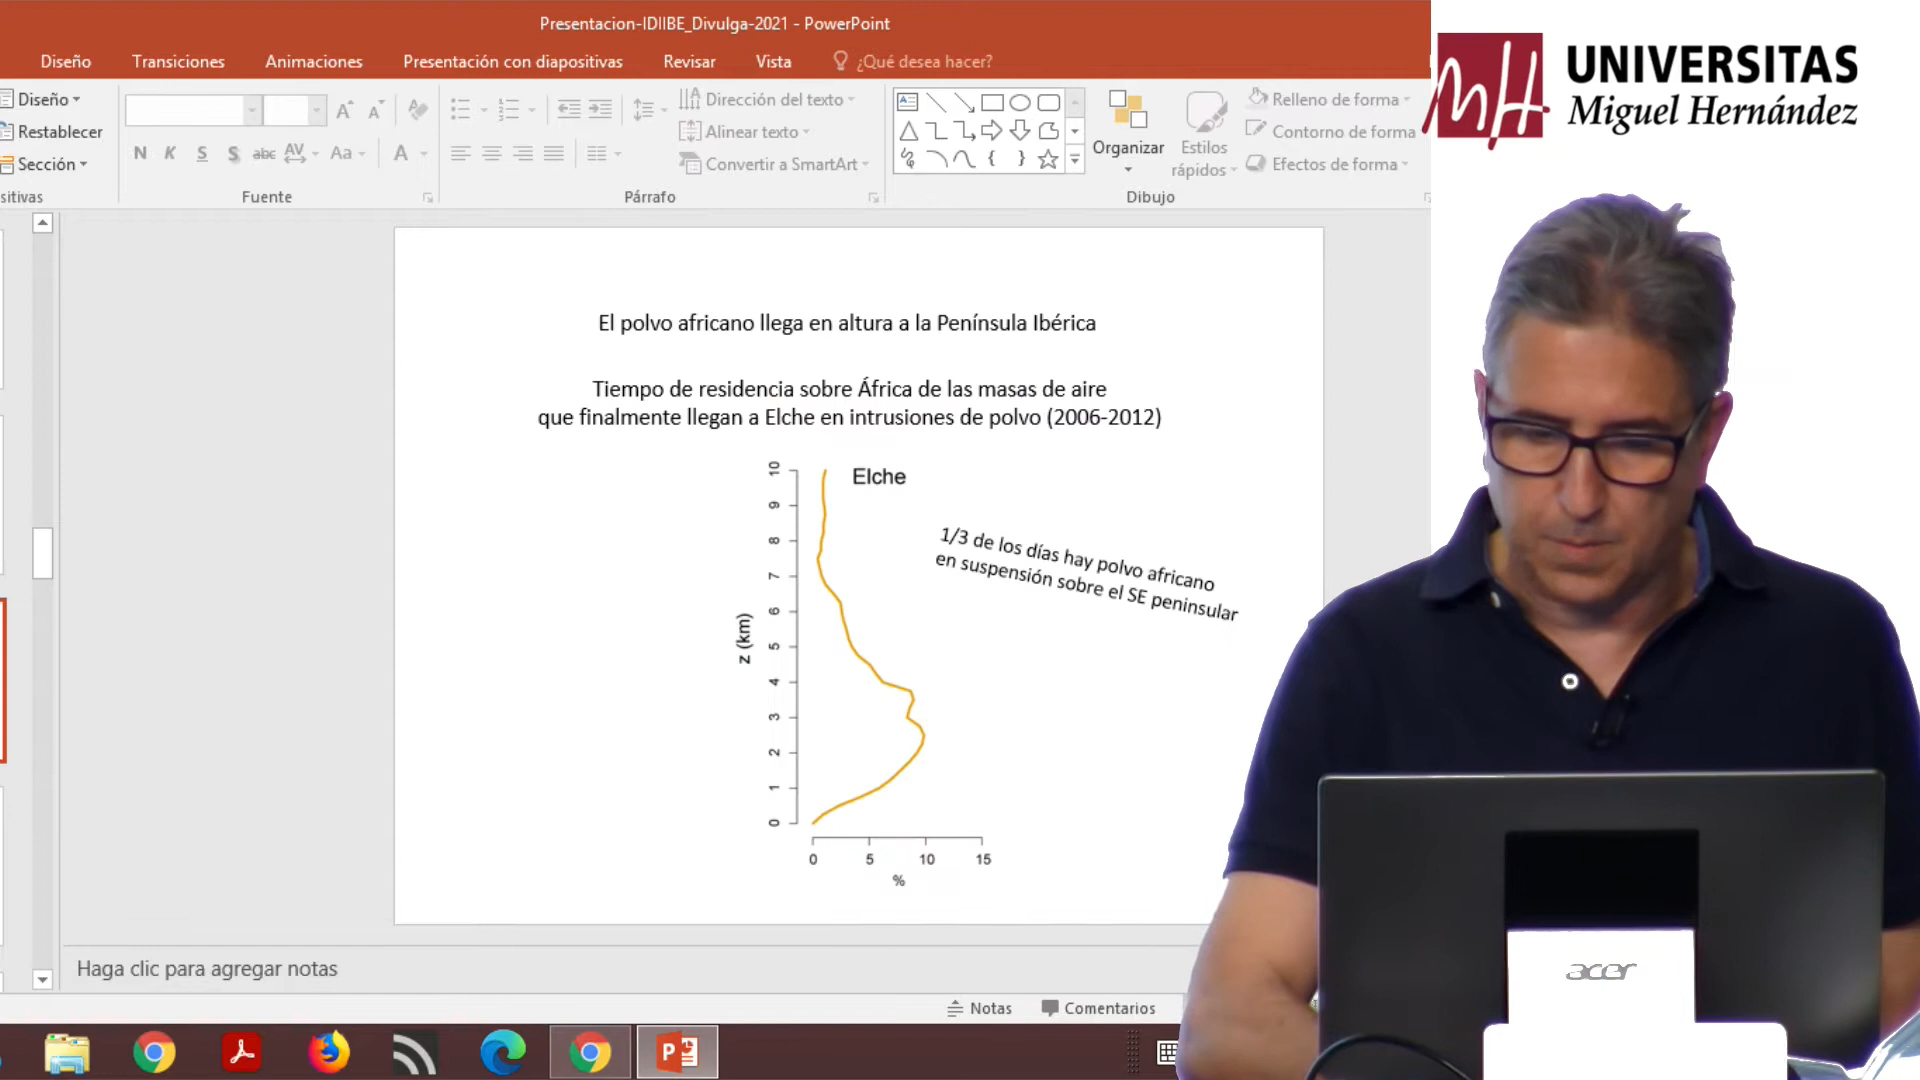 Presentacion-IDIIBE_Divulga-2021 - PowerPoint
Diseño Transiciones Animaciones Presentación con diapositivas Revisar Vista ¿Qué desea hacer?
Diseño
Restablecer
Sección
sitivas
N K S S abc AV Aa A
Fuente
Dirección del texto
Alinear texto
Convertir a SmartArt
Párrafo
Organizar
Estilos
rápidos
Relleno de forma
Contorno de forma
Efectos de forma
Dibujo
UNIVERSITAS
Miguel Hernández
El polvo africano llega en altura a la Península Ibérica
Tiempo de residencia sobre África de las masas de aire
que finalmente llegan a Elche en intrusiones de polvo (2006-2012)
Elche
1/3 de los días hay polvo africano
en suspensión sobre el SE peninsular
z (km)
10
9
8
7
6
5
4
3
2
1
0
0 5 10 15
%
Haga clic para agregar notas
Notas Comentarios
acer